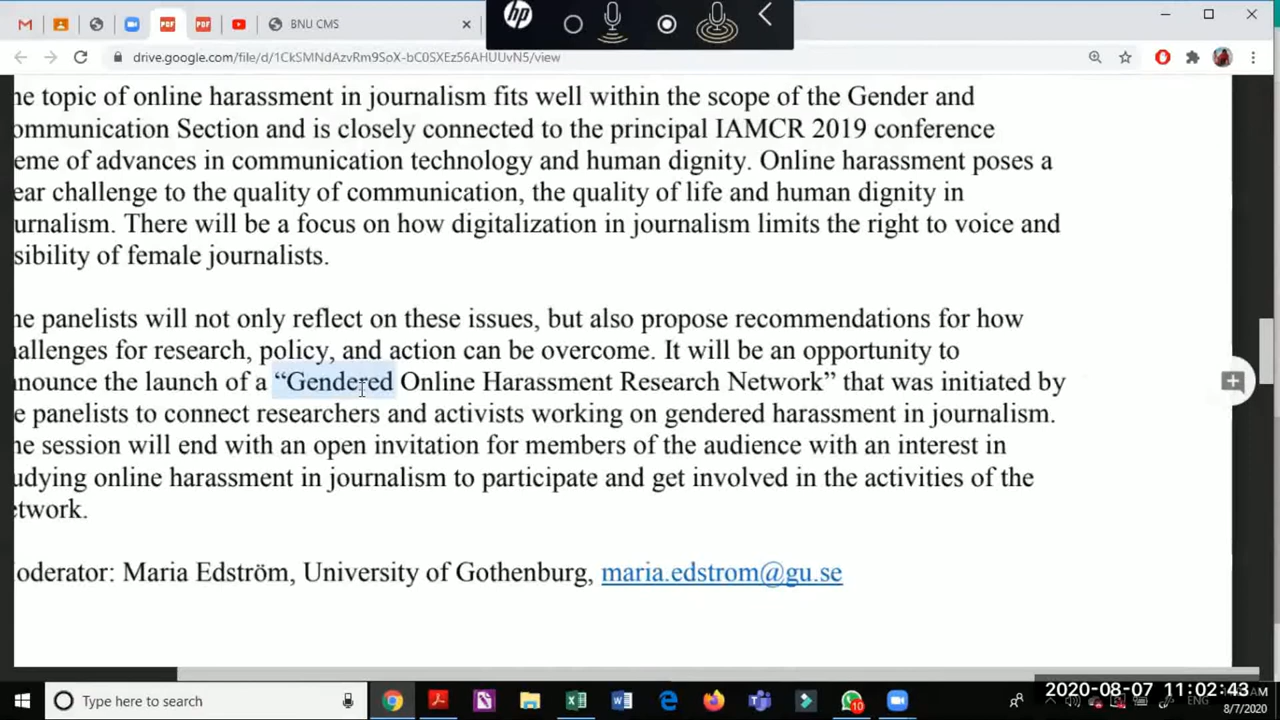 BNU CMS
hp
drive.google.com/file/d/1CkSMNdAzvRm9SoX-bC0SXEz56AHUUvN5/view
he topic of online harassment in journalism fits well within the scope of the Gender and
ommunication Section and is closely connected to the principal IAMCR 2019 conference
eme of advances in communication technology and human dignity. Online harassment poses a
ear challenge to the quality of communication, the quality of life and human dignity in
urnalism. There will be a focus on how digitalization in journalism limits the right to voice and
sibility of female journalists.
he panelists will not only reflect on these issues, but also propose recommendations for how
hallenges for research, policy, and action can be overcome. It will be an opportunity to
nnounce the launch of a “Gendered Online Harassment Research Network” that was initiated by
e panelists to connect researchers and activists working on gendered harassment in journalism.
he session will end with an open invitation for members of the audience with an interest in
udying online harassment in journalism to participate and get involved in the activities of the
etwork.
oderator: Maria Edström, University of Gothenburg, maria.edstrom@gu.se
Type here to search
10
ENG
2020-08-07 11:02:43 AM
8/7/2020